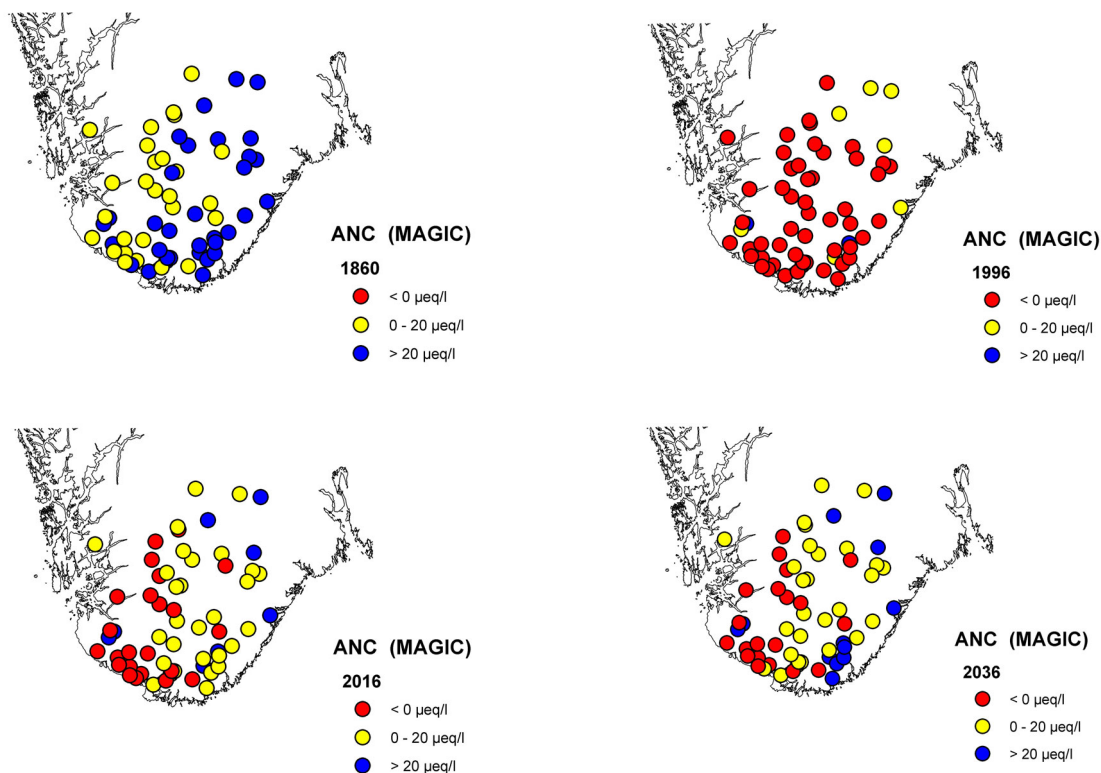 ANC (MAGIC)
1860
< 0 µeq/l
0 - 20 µeq/l
> 20 µeq/l
ANC (MAGIC)
1996
< 0 µeq/l
0 - 20 µeq/l
> 20 µeq/l
ANC (MAGIC)
2016
< 0 µeq/l
0 - 20 µeq/l
> 20 µeq/l
ANC (MAGIC)
2036
< 0 µeq/l
0 - 20 µeq/l
> 20 µeq/l